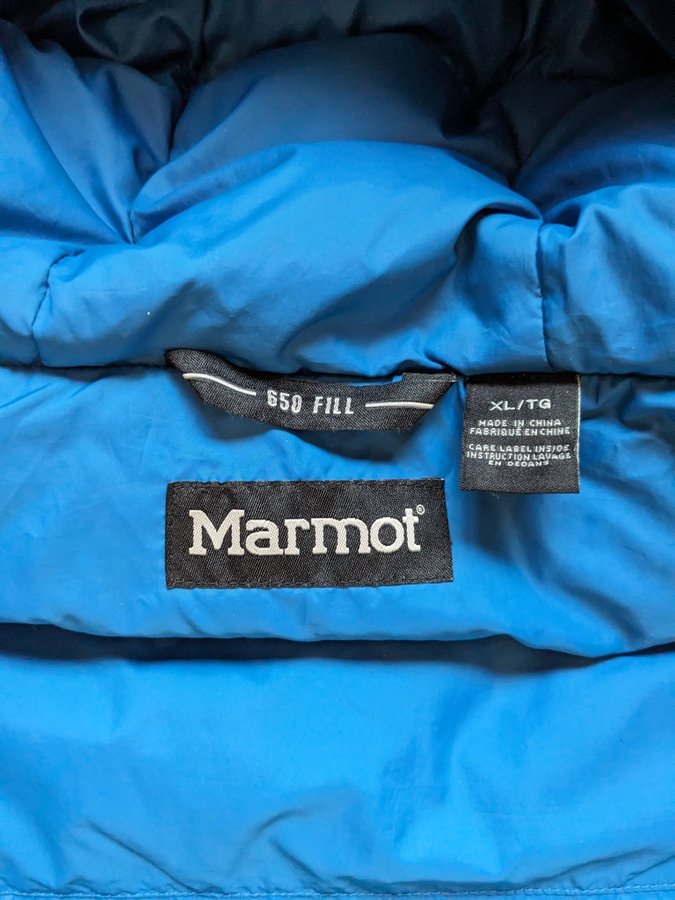 650 FILL
XL/TG
MADE IN CHINA
FABRIQUÉ EN CHINE
CARE LABEL INSIDE
INSTRUCTION LAVAGE
EN DEDANS
Marmot®